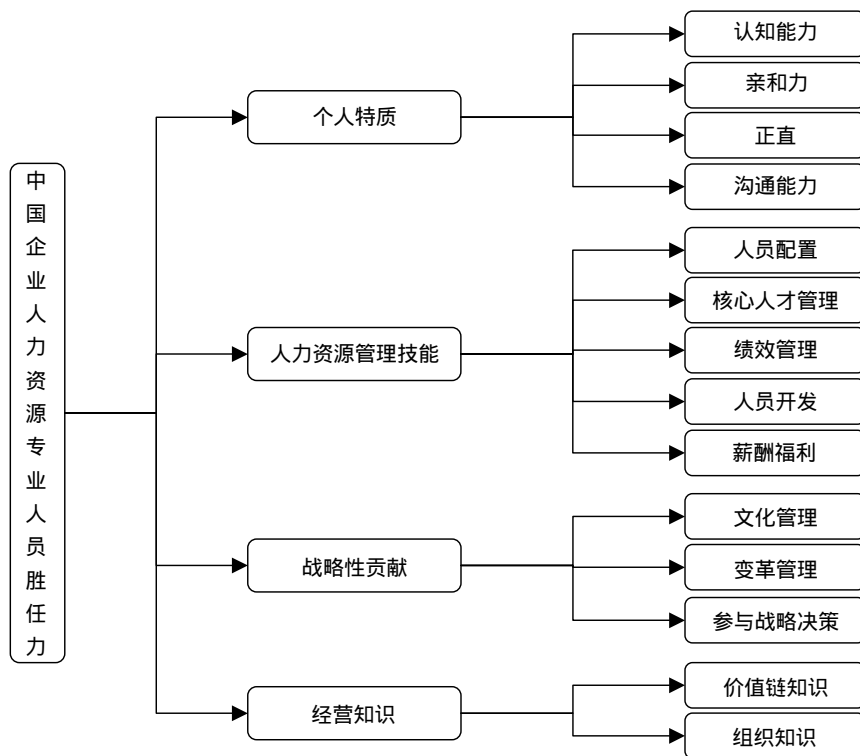 中国企业人力资源专业人员胜任力
个人特质
认知能力
亲和力
正直
沟通能力
人力资源管理技能
人员配置
核心人才管理
绩效管理
人员开发
薪酬福利
战略性贡献
文化管理
变革管理
参与战略决策
经营知识
价值链知识
组织知识